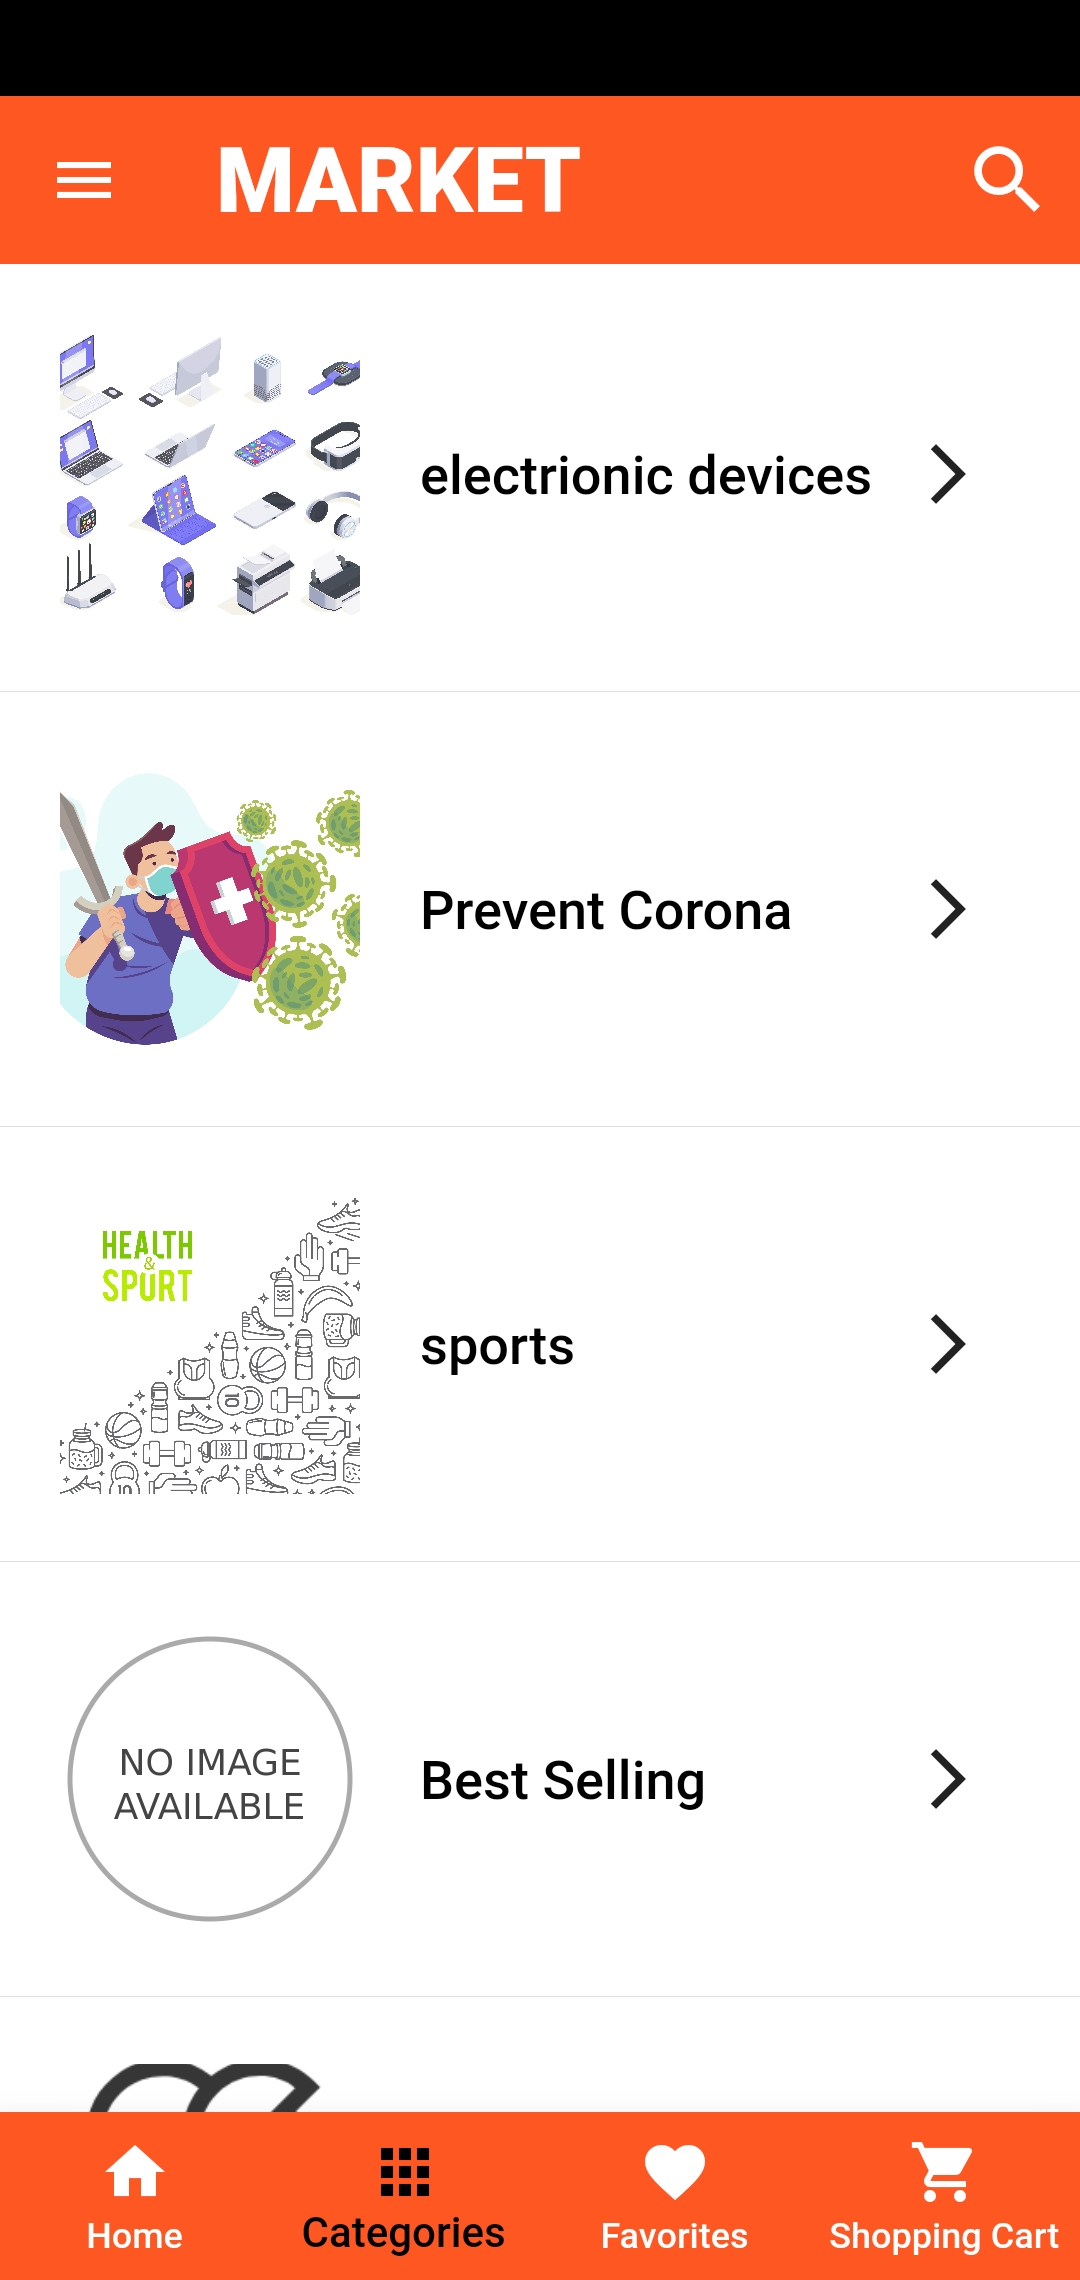 MARKET
electrionic devices
Prevent Corona
HEALTH
&
SPORT
sports
NO IMAGE
AVAILABLE
Best Selling
Home
Categories
Favorites
Shopping Cart